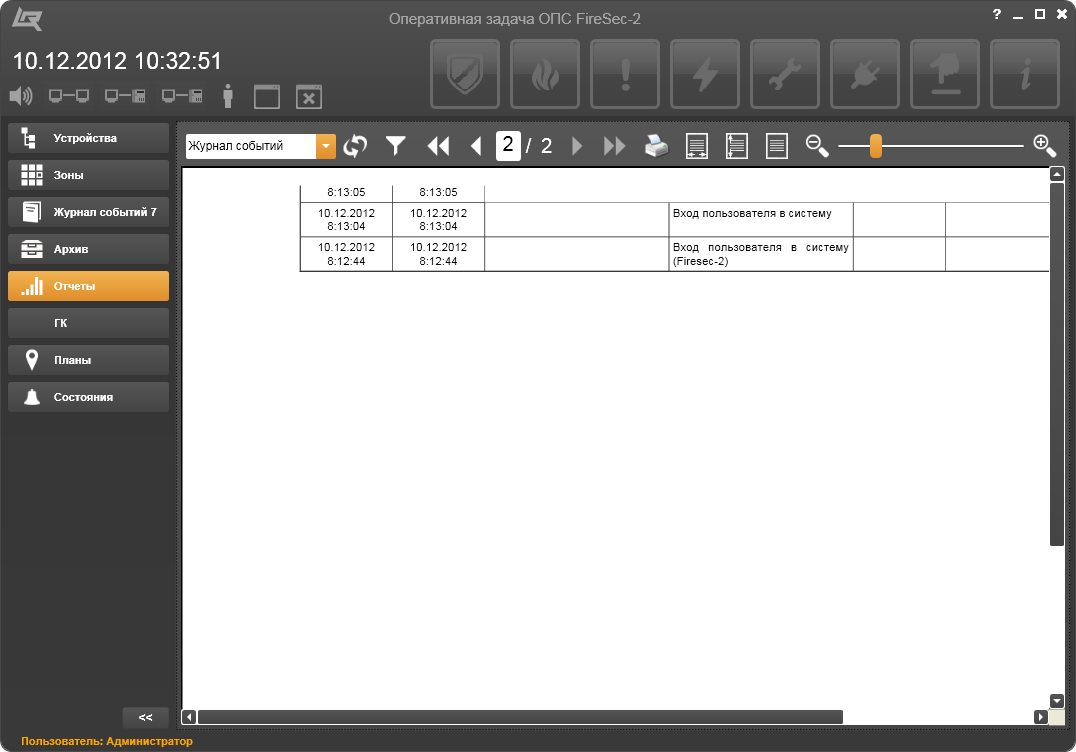 Оперативная задача ОПС FireSec-2
?
10.12.2012 10:32:51
Устройства
Зоны
Журнал событий 7
Архив
Отчеты
ГК
Планы
Состояния
<<
Пользователь: Администратор
Журнал событий
2 / 2
8:13:05 8:13:05
10.12.2012 10.12.2012 Вход пользователя в систему
8:13:04 8:13:04
10.12.2012 10.12.2012 Вход пользователя в систему
8:12:44 8:12:44 (Firesec-2)